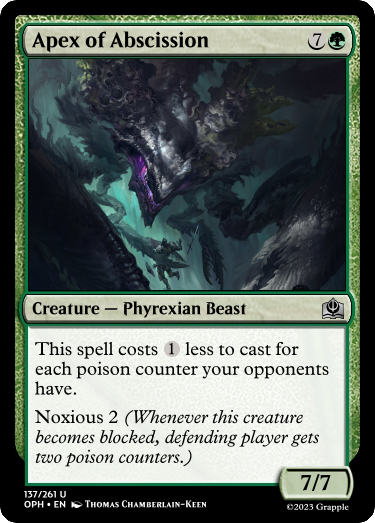 Apex of Abscission 7
Creature — Phyrexian Beast
This spell costs 1 less to cast for
each poison counter your opponents
have.
Noxious 2 (Whenever this creature
becomes blocked, defending player gets
two poison counters.)
7/7
137/261 U
OPH • EN Thomas Chamberlain-Keen
©2023 Grapple